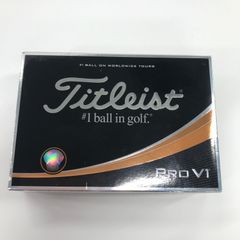 #1 BALL ON WORLDWIDE TOURS
Titleist
#1 ball in golf.®
PRO V1